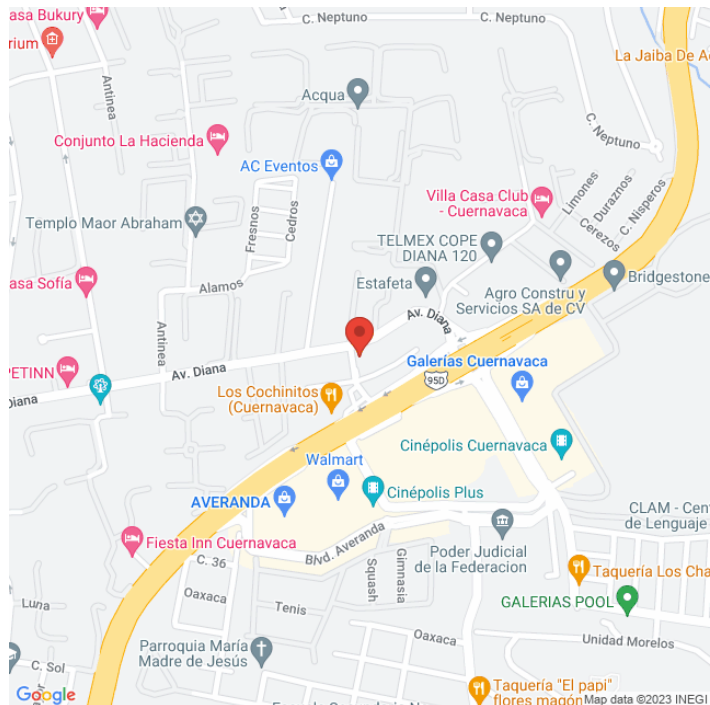 asa Bukury
rium
Antinea
C. Neptuno
C. Neptuno
La Jaiba De Ac
Acqua
C. Neptuno
Conjunto La Hacienda
AC Eventos
Villa Casa Club
- Cuernavaca
Limones
Duraznos
C. Nisperos
Cerezos
Templo Maor Abraham
Fresnos
Cedros
TELMEX COPE
DIANA 120
Alamos
Estafeta
Agro Constru y
Servicios SA de CV
Bridgestone
asa Sofía
Antinea
Av. Diana
Av. Diana
Galerías Cuernavaca
95D
PETINN
Diana
Los Cochinitos
(Cuernavaca)
Cinépolis Cuernavaca
Walmart
AVERANDA
Cinépolis Plus
CLAM - Cent
de Lenguaje
Fiesta Inn Cuernavaca
Blvd. Averanda
Poder Judicial
de la Federacion
C. 36
Oaxaca
Squash
Gimnasia
Taquería Los Cha
GALERIAS POOL
Luna
Tenis
Oaxaca
Unidad Morelos
Parroquia María
Madre de Jesús
C. Sol
Taquería "El papi"
flores magón
Google
Map data ©2023 INEGI